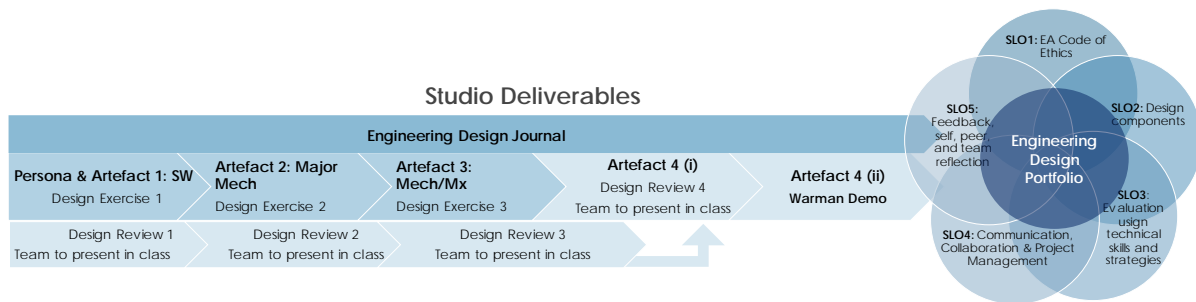 Studio Deliverables
Engineering Design Journal
Persona & Artefact 1: SW
Design Exercise 1
Artefact 2: Major
Mech
Design Exercise 2
Artefact 3:
Mech/Mx
Design Exercise 3
Artefact 4 (i)
Design Review 4
Team to present in class
Artefact 4 (ii)
Warman Demo
Design Review 1
Team to present in class
Design Review 2
Team to present in class
Design Review 3
Team to present in class
SLO1: EA Code of
Ethics
SLO2: Design
components
SLO3:
Evaluation
usign
technical
skills and
strategies
SLO4: Communication,
Collaboration & Project
Management
SLO5:
Feedback,
self, peer,
and team
reflection
Engineering
Design
Portfolio